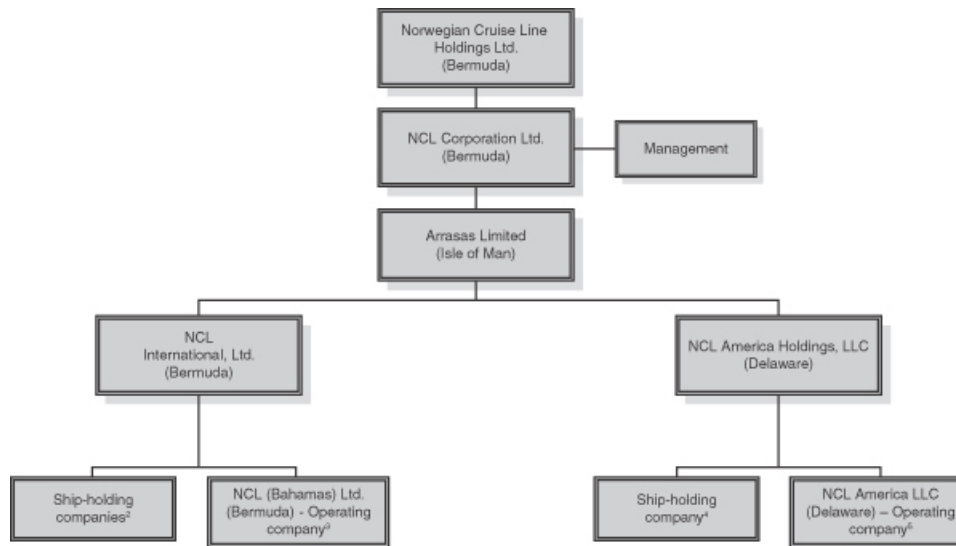 Norwegian Cruise Line
Holdings Ltd.
(Bermuda)
NCL Corporation Ltd.
(Bermuda)
Management
Arrasas Limited
(Isle of Man)
NCL
International, Ltd.
(Bermuda)
NCL America Holdings, LLC
(Delaware)
Ship-holding
companies²
NCL (Bahamas) Ltd.
(Bermuda) - Operating
company³
Ship-holding
company⁴
NCL America LLC
(Delaware) – Operating
company⁵